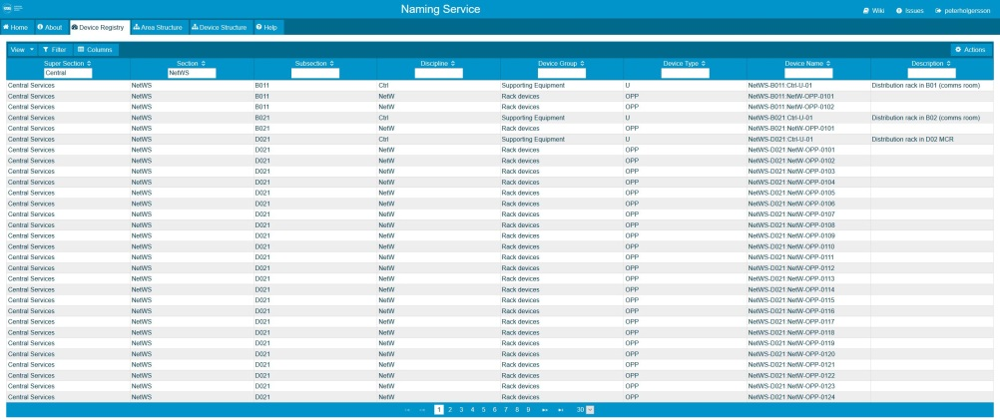 Naming Service
Wiki Issues peterholgersson
Home About Device Registry Area Structure Device Structure Help
View Filter Columns Actions
Super Section Section Subsection Discipline Device Group Device Type Device Name Description
Central NetWS
Central Services NetWS B011 Ctrl Supporting Equipment U NetWS-B011:Ctrl-U-01 Distribution rack in B01 (comms room)
Central Services NetWS B011 NetW Rack devices OPP NetWS-B011:NetW-OPP-0101
Central Services NetWS B011 NetW Rack devices OPP NetWS-B011:NetW-OPP-0102
Central Services NetWS B021 Ctrl Supporting Equipment U NetWS-B021:Ctrl-U-01 Distribution rack in B02 (comms room)
Central Services NetWS B021 NetW Rack devices OPP NetWS-B021:NetW-OPP-0101
Central Services NetWS D021 Ctrl Supporting Equipment U NetWS-D021:Ctrl-U-01 Distribution rack in D02 MCR
Central Services NetWS D021 NetW Rack devices OPP NetWS-D021:NetW-OPP-0101
Central Services NetWS D021 NetW Rack devices OPP NetWS-D021:NetW-OPP-0102
Central Services NetWS D021 NetW Rack devices OPP NetWS-D021:NetW-OPP-0103
Central Services NetWS D021 NetW Rack devices OPP NetWS-D021:NetW-OPP-0104
Central Services NetWS D021 NetW Rack devices OPP NetWS-D021:NetW-OPP-0105
Central Services NetWS D021 NetW Rack devices OPP NetWS-D021:NetW-OPP-0106
Central Services NetWS D021 NetW Rack devices OPP NetWS-D021:NetW-OPP-0107
Central Services NetWS D021 NetW Rack devices OPP NetWS-D021:NetW-OPP-0108
Central Services NetWS D021 NetW Rack devices OPP NetWS-D021:NetW-OPP-0109
Central Services NetWS D021 NetW Rack devices OPP NetWS-D021:NetW-OPP-0110
Central Services NetWS D021 NetW Rack devices OPP NetWS-D021:NetW-OPP-0111
Central Services NetWS D021 NetW Rack devices OPP NetWS-D021:NetW-OPP-0112
Central Services NetWS D021 NetW Rack devices OPP NetWS-D021:NetW-OPP-0113
Central Services NetWS D021 NetW Rack devices OPP NetWS-D021:NetW-OPP-0114
Central Services NetWS D021 NetW Rack devices OPP NetWS-D021:NetW-OPP-0115
Central Services NetWS D021 NetW Rack devices OPP NetWS-D021:NetW-OPP-0116
Central Services NetWS D021 NetW Rack devices OPP NetWS-D021:NetW-OPP-0117
Central Services NetWS D021 NetW Rack devices OPP NetWS-D021:NetW-OPP-0118
Central Services NetWS D021 NetW Rack devices OPP NetWS-D021:NetW-OPP-0119
Central Services NetWS D021 NetW Rack devices OPP NetWS-D021:NetW-OPP-0120
Central Services NetWS D021 NetW Rack devices OPP NetWS-D021:NetW-OPP-0121
Central Services NetWS D021 NetW Rack devices OPP NetWS-D021:NetW-OPP-0122
Central Services NetWS D021 NetW Rack devices OPP NetWS-D021:NetW-OPP-0123
Central Services NetWS D021 NetW Rack devices OPP NetWS-D021:NetW-OPP-0124
1 2 3 4 5 6 7 8 9 30